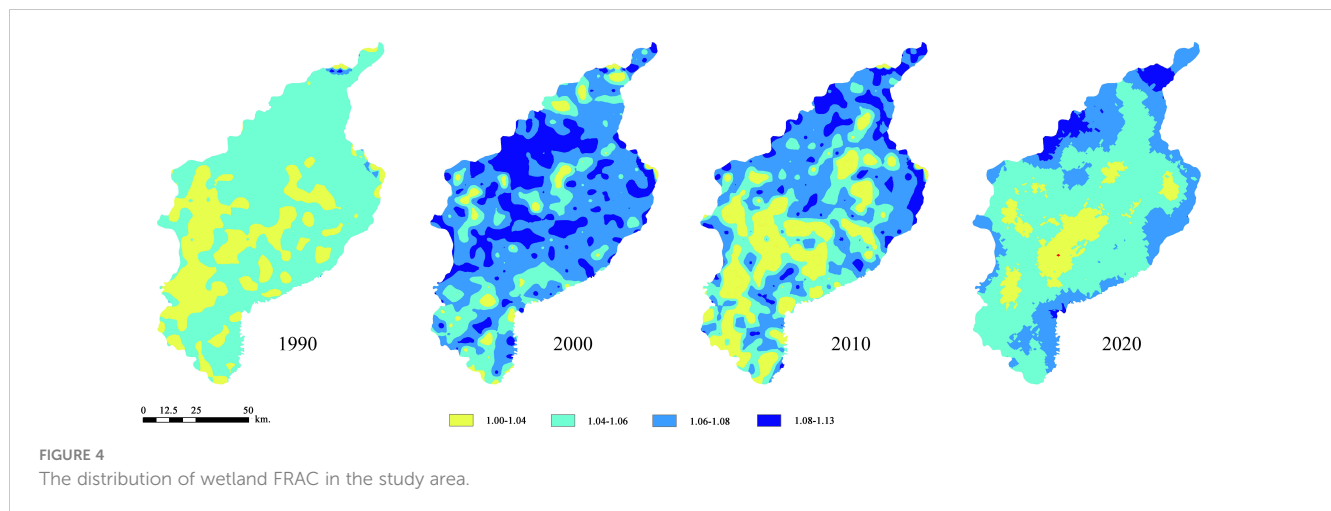 1990
2000
2010
2020
0 12.5 25 50
km.
1.00-1.04 1.04-1.06 1.06-1.08 1.08-1.13
FIGURE 4
The distribution of wetland FRAC in the study area.